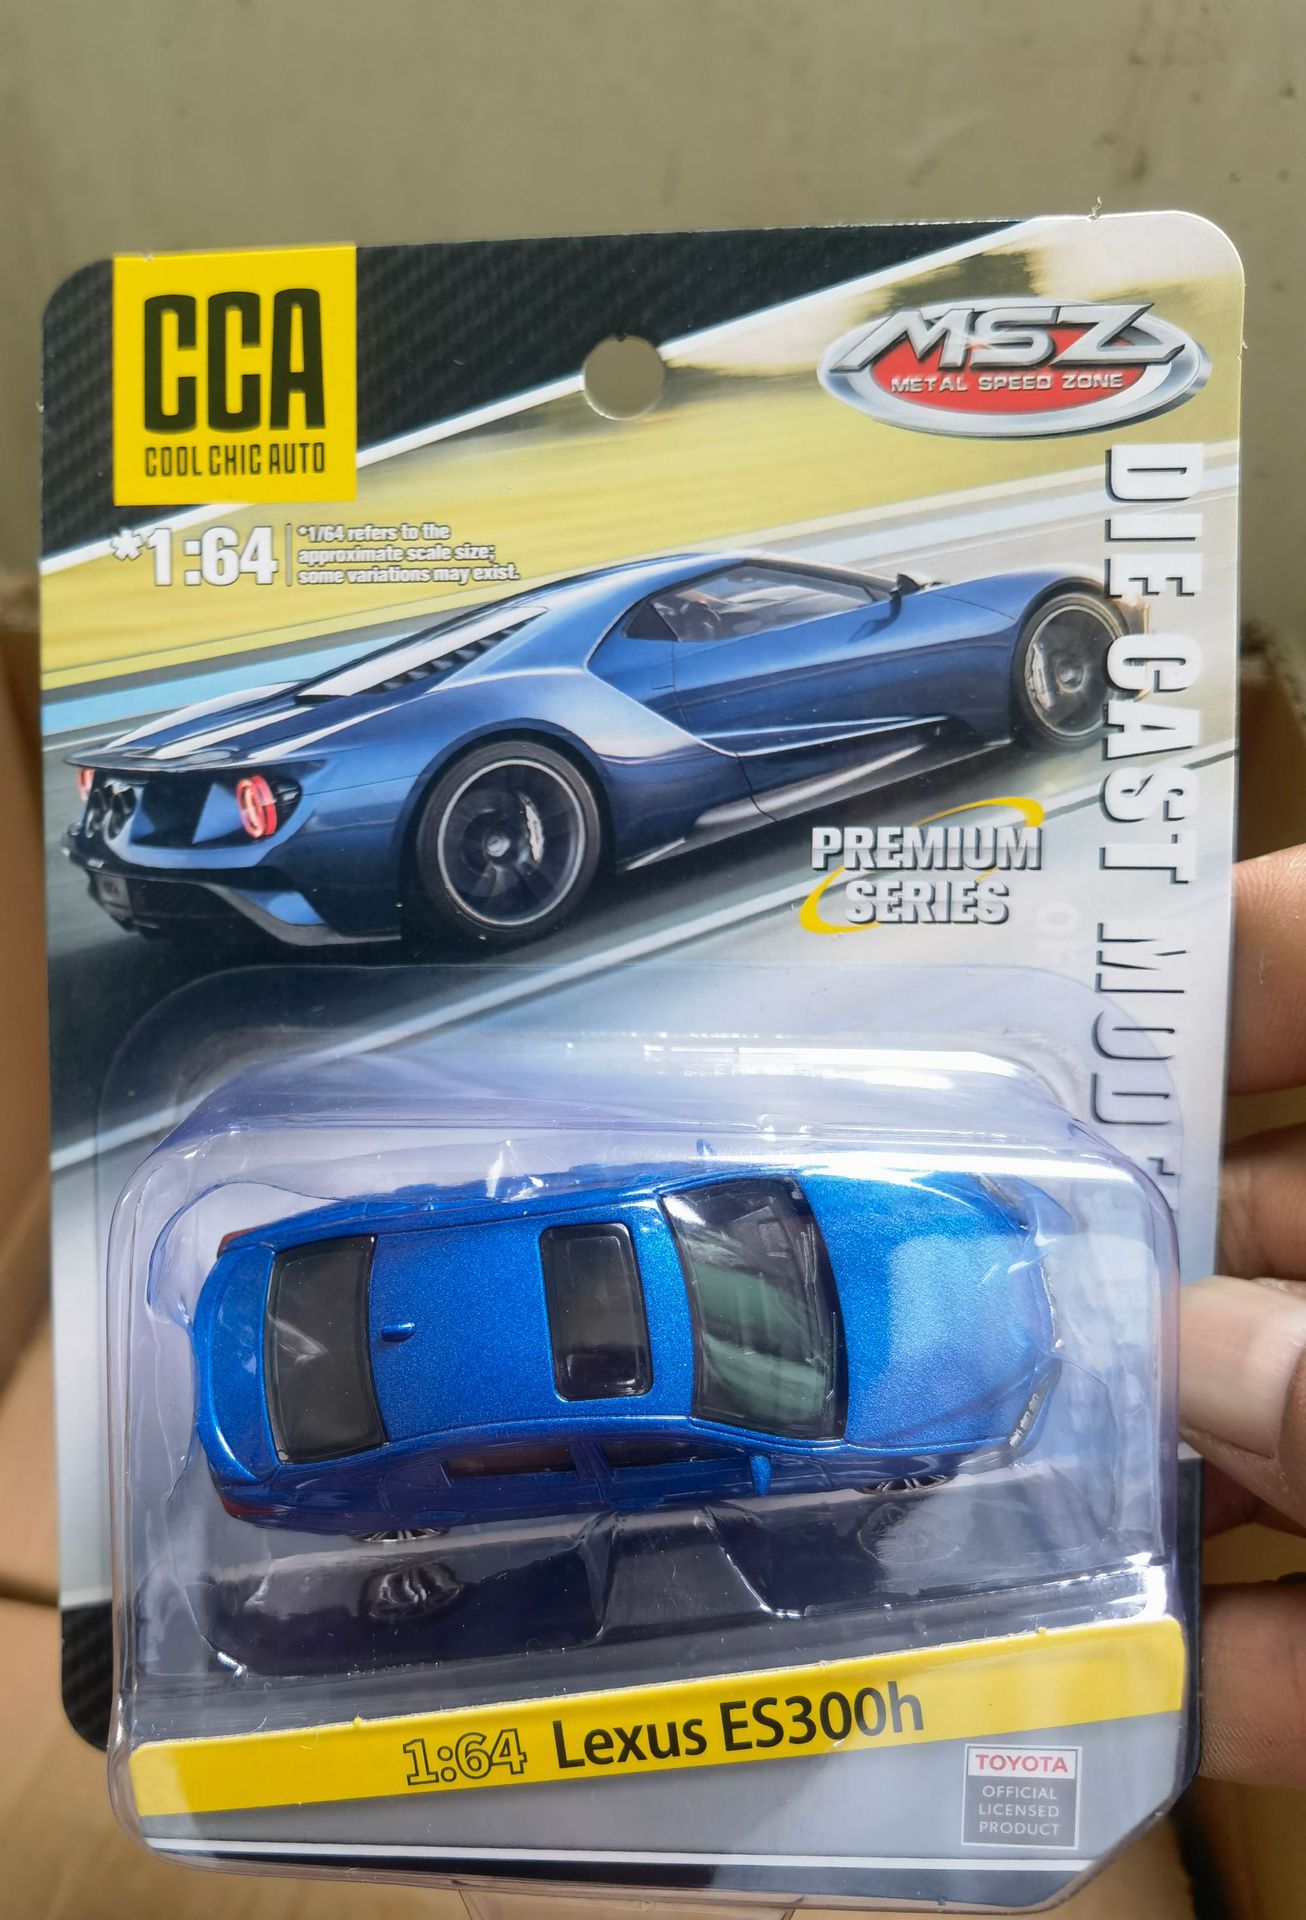 CCA
COOL CHIC AUTO
MSZ
METAL SPEED ZONE
*1:64
*1/64 refers to the
approximate scale size;
some variations may exist.
DIE CAST
PREMIUM
SERIES
1:64 Lexus ES300h
TOYOTA
OFFICIAL
LICENSED
PRODUCT